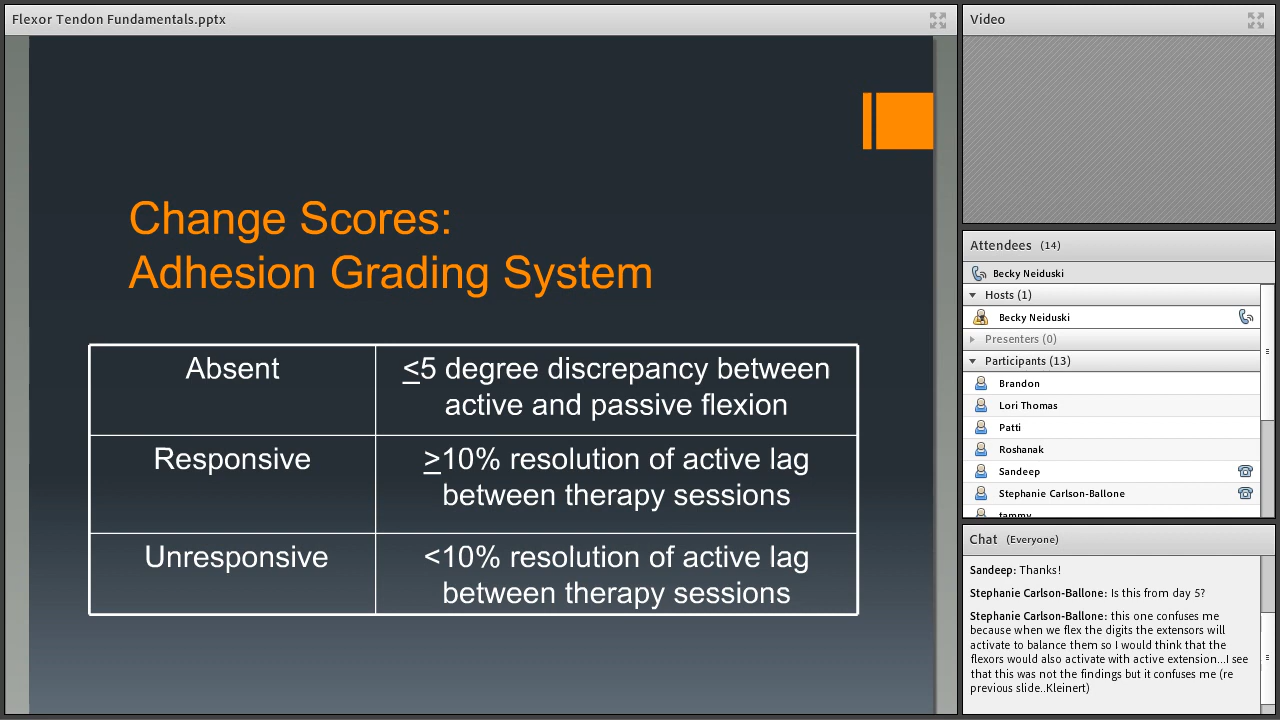 Flexor Tendon Fundamentals.pptx
Change Scores:
Adhesion Grading System
Absent
<5 degree discrepancy between
active and passive flexion
Responsive
>10% resolution of active lag
between therapy sessions
Unresponsive
<10% resolution of active lag
between therapy sessions
Video
Attendees (14)
Becky Neiduski
Hosts (1)
Becky Neiduski
Presenters (0)
Participants (13)
Brandon
Lori Thomas
Patti
Roshanak
Sandeep
Stephanie Carlson-Ballone
tammy
Chat (Everyone)
Sandeep: Thanks!
Stephanie Carlson-Ballone: Is this from day 5?
Stephanie Carlson-Ballone: this one confuses me
because when we flex the digits the extensors will
activate to balance them so I would think that the
flexors would also activate with active extension...I see
that this was not the findings but it confuses me (re
previous slide..Kleinert)